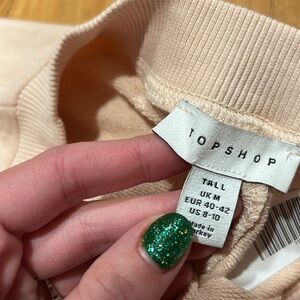 TOPSHOP
TALL
UK M
EUR 40-42
US 8-10
Made in
Turkey